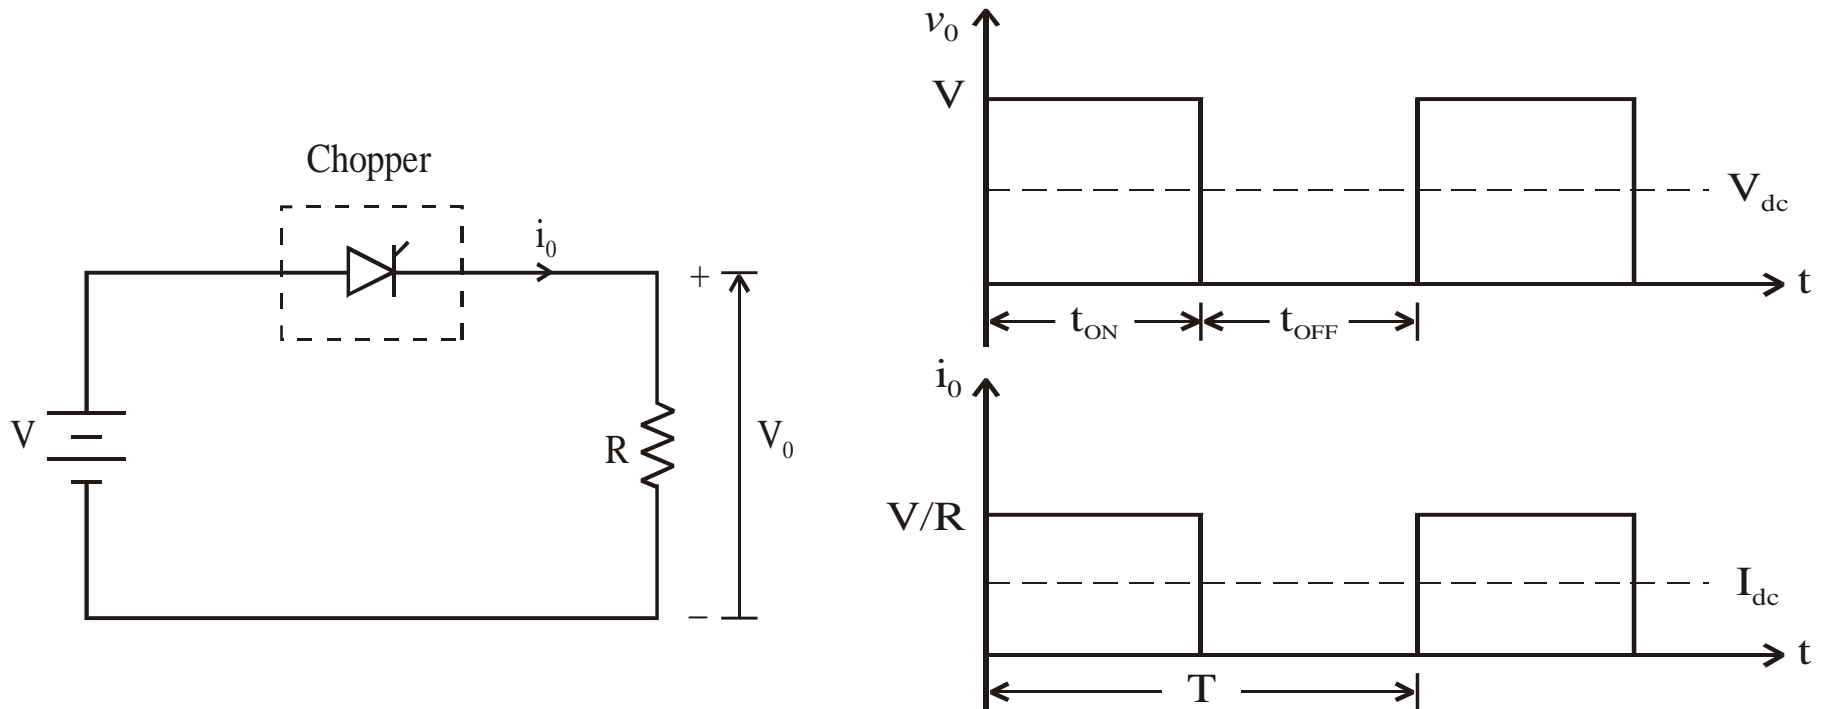 Chopper
i0
+
V
R
V0
−
v0
V
Vdc
t
tON
tOFF
i0
V/R
Idc
t
T